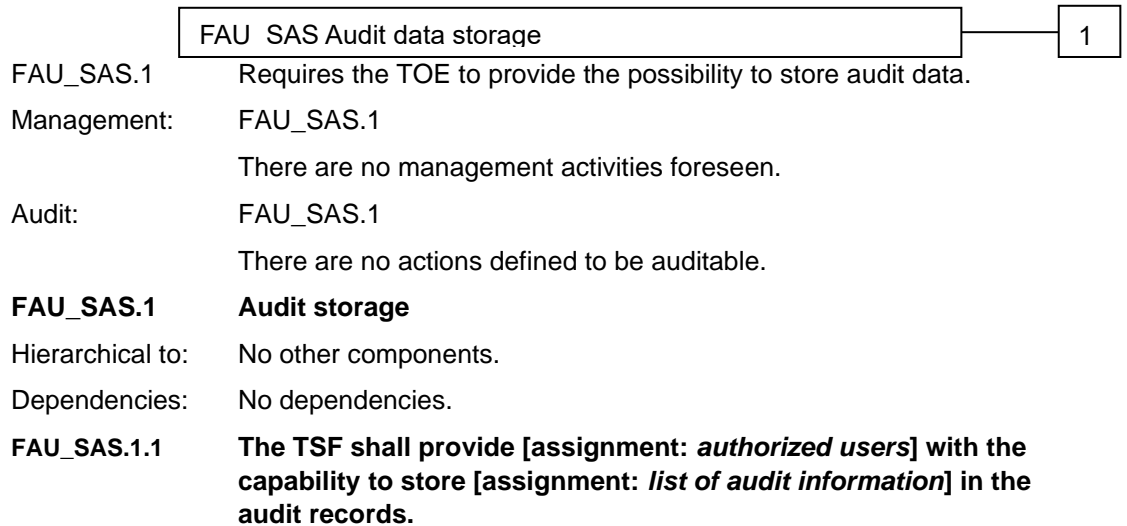 FAU_SAS Audit data storage 1
FAU_SAS.1 Requires the TOE to provide the possibility to store audit data.
Management: FAU_SAS.1
There are no management activities foreseen.
Audit: FAU_SAS.1
There are no actions defined to be auditable.
FAU_SAS.1 Audit storage
Hierarchical to: No other components.
Dependencies: No dependencies.
FAU_SAS.1.1 The TSF shall provide [assignment: authorized users] with the
capability to store [assignment: list of audit information] in the
audit records.